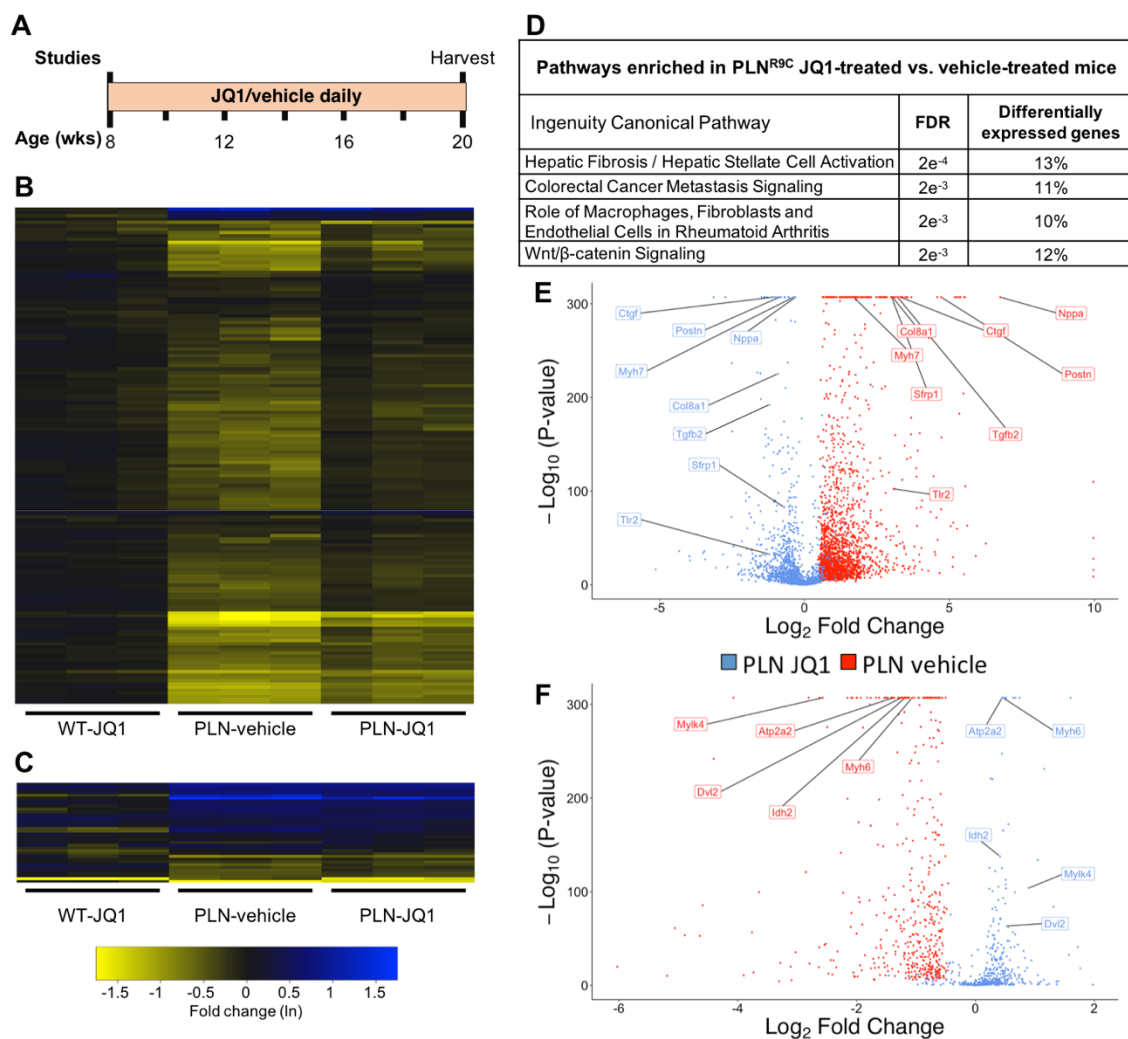 A
Studies
Harvest
JQ1/vehicle daily
Age (wks)
8
12
16
20
B
WT-JQ1
PLN-vehicle
PLN-JQ1
C
WT-JQ1
PLN-vehicle
PLN-JQ1
-1.5 -1 -0.5 0 0.5 1 1.5
Fold change (ln)
D
Pathways enriched in PLN^R9C JQ1-treated vs. vehicle-treated mice
Ingenuity Canonical Pathway
FDR
Differentially
expressed genes
Hepatic Fibrosis / Hepatic Stellate Cell Activation 2e^-4 13%
Colorectal Cancer Metastasis Signaling 2e^-3 11%
Role of Macrophages, Fibroblasts and
Endothelial Cells in Rheumatoid Arthritis 2e^-3 10%
Wnt/β-catenin Signaling 2e^-3 12%
E
300
200
100
0
– Log10 (P-value)
Ctgf
Postn
Nppa
Myh7
Col8a1
Tgfb2
Sfrp1
Tlr2
Nppa
Col8a1
Ctgf
Myh7
Postn
Sfrp1
Tgfb2
Tlr2
-5 0 5 10
Log2 Fold Change
PLN JQ1 PLN vehicle
F
300
200
100
0
– Log10 (P-value)
Mylk4
Atp2a2
Myh6
Dvl2
Idh2
Atp2a2
Myh6
Idh2
Mylk4
Dvl2
-6 -4 -2 0 2
Log2 Fold Change